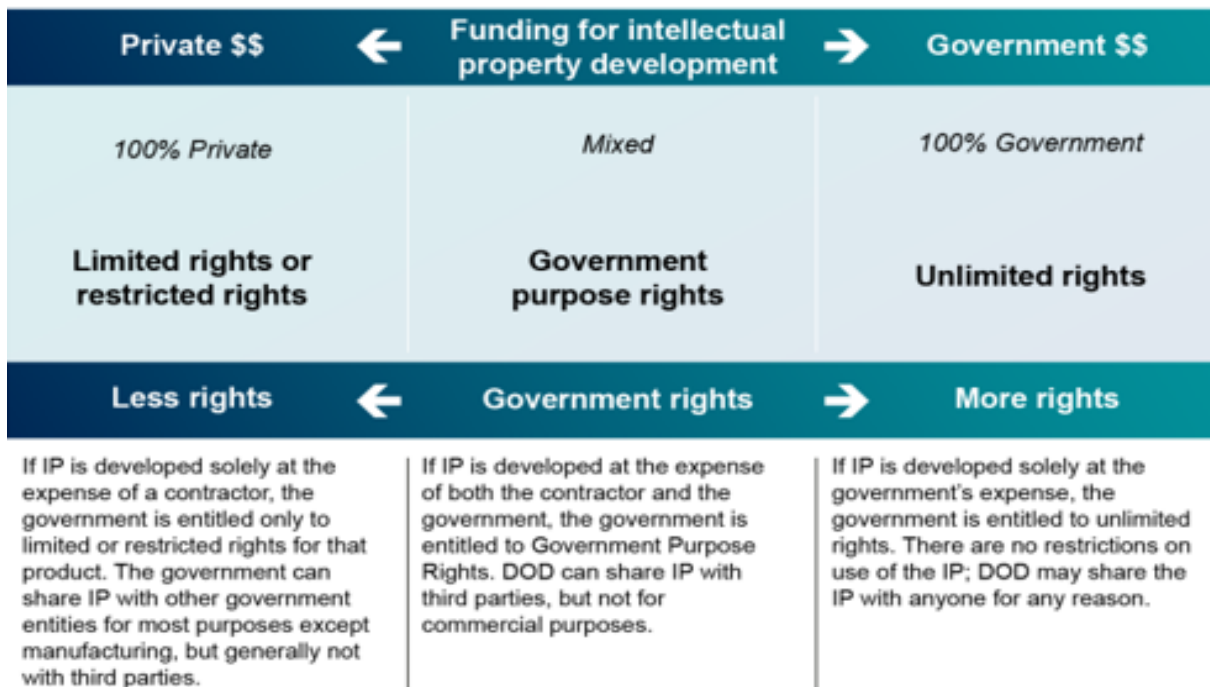 Private $$
Funding for intellectual
property development
Government $$
100% Private
Mixed
100% Government
Limited rights or
restricted rights
Government
purpose rights
Unlimited rights
Less rights
Government rights
More rights
If IP is developed solely at the
expense of a contractor, the
government is entitled only to
limited or restricted rights for that
product. The government can
share IP with other government
entities for most purposes except
manufacturing, but generally not
with third parties.
If IP is developed at the expense
of both the contractor and the
government, the government is
entitled to Government Purpose
Rights. DOD can share IP with
third parties, but not for
commercial purposes.
If IP is developed solely at the
government's expense, the
government is entitled to unlimited
rights. There are no restrictions on
use of the IP; DOD may share the
IP with anyone for any reason.